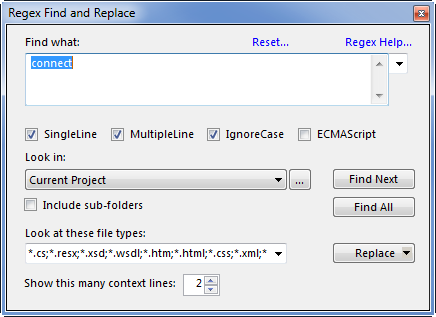 Regex Find and Replace
Find what: Reset... Regex Help...
connect
SingleLine MultipleLine IgnoreCase ECMAScript
Look in:
Current Project ... Find Next
Include sub-folders Find All
Look at these file types:
*.cs;*.resx;*.xsd;*.wsdl;*.htm;*.html;*.css;*.xml;* Replace
Show this many context lines: 2